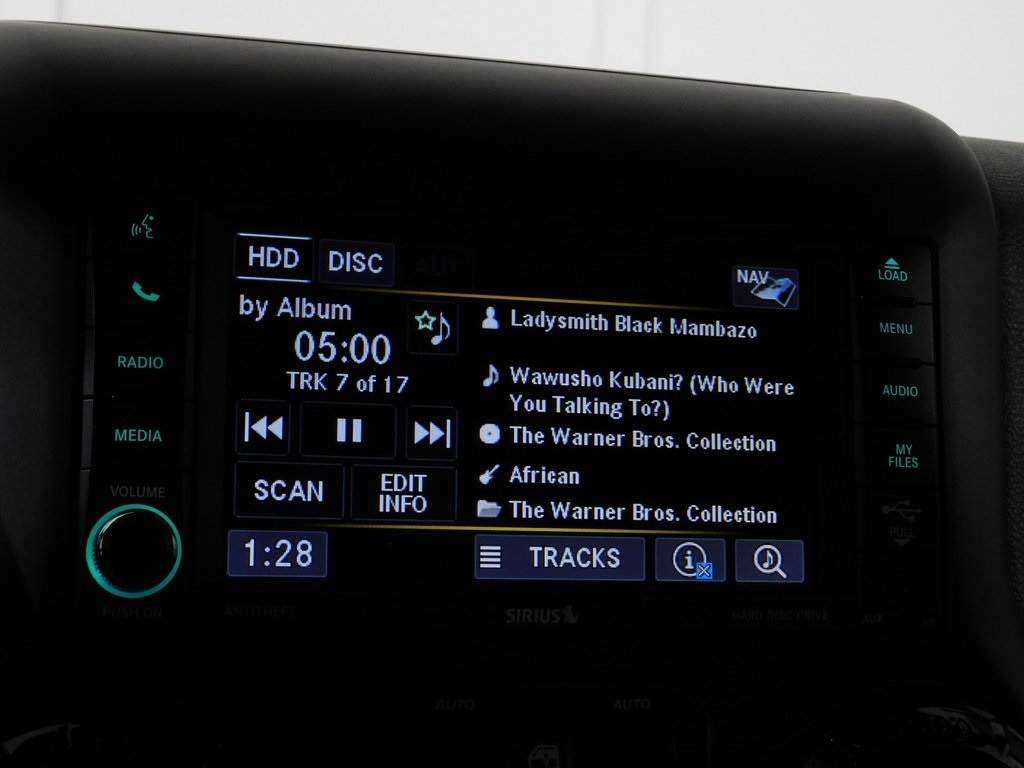 HDD
DISC
AUX
NAV
by Album
05:00
TRK 7 of 17
Ladysmith Black Mambazo
Wawusho Kubani? (Who Were
You Talking To?)
The Warner Bros. Collection
African
The Warner Bros. Collection
SCAN
EDIT
INFO
1:28
TRACKS
RADIO
MEDIA
VOLUME
PUSH ON
LOAD
MENU
AUDIO
MY
FILES
PULL
ANTITHEFT
SIRIUS
HARD DISC DRIVE
AUX
AUTO
AUTO